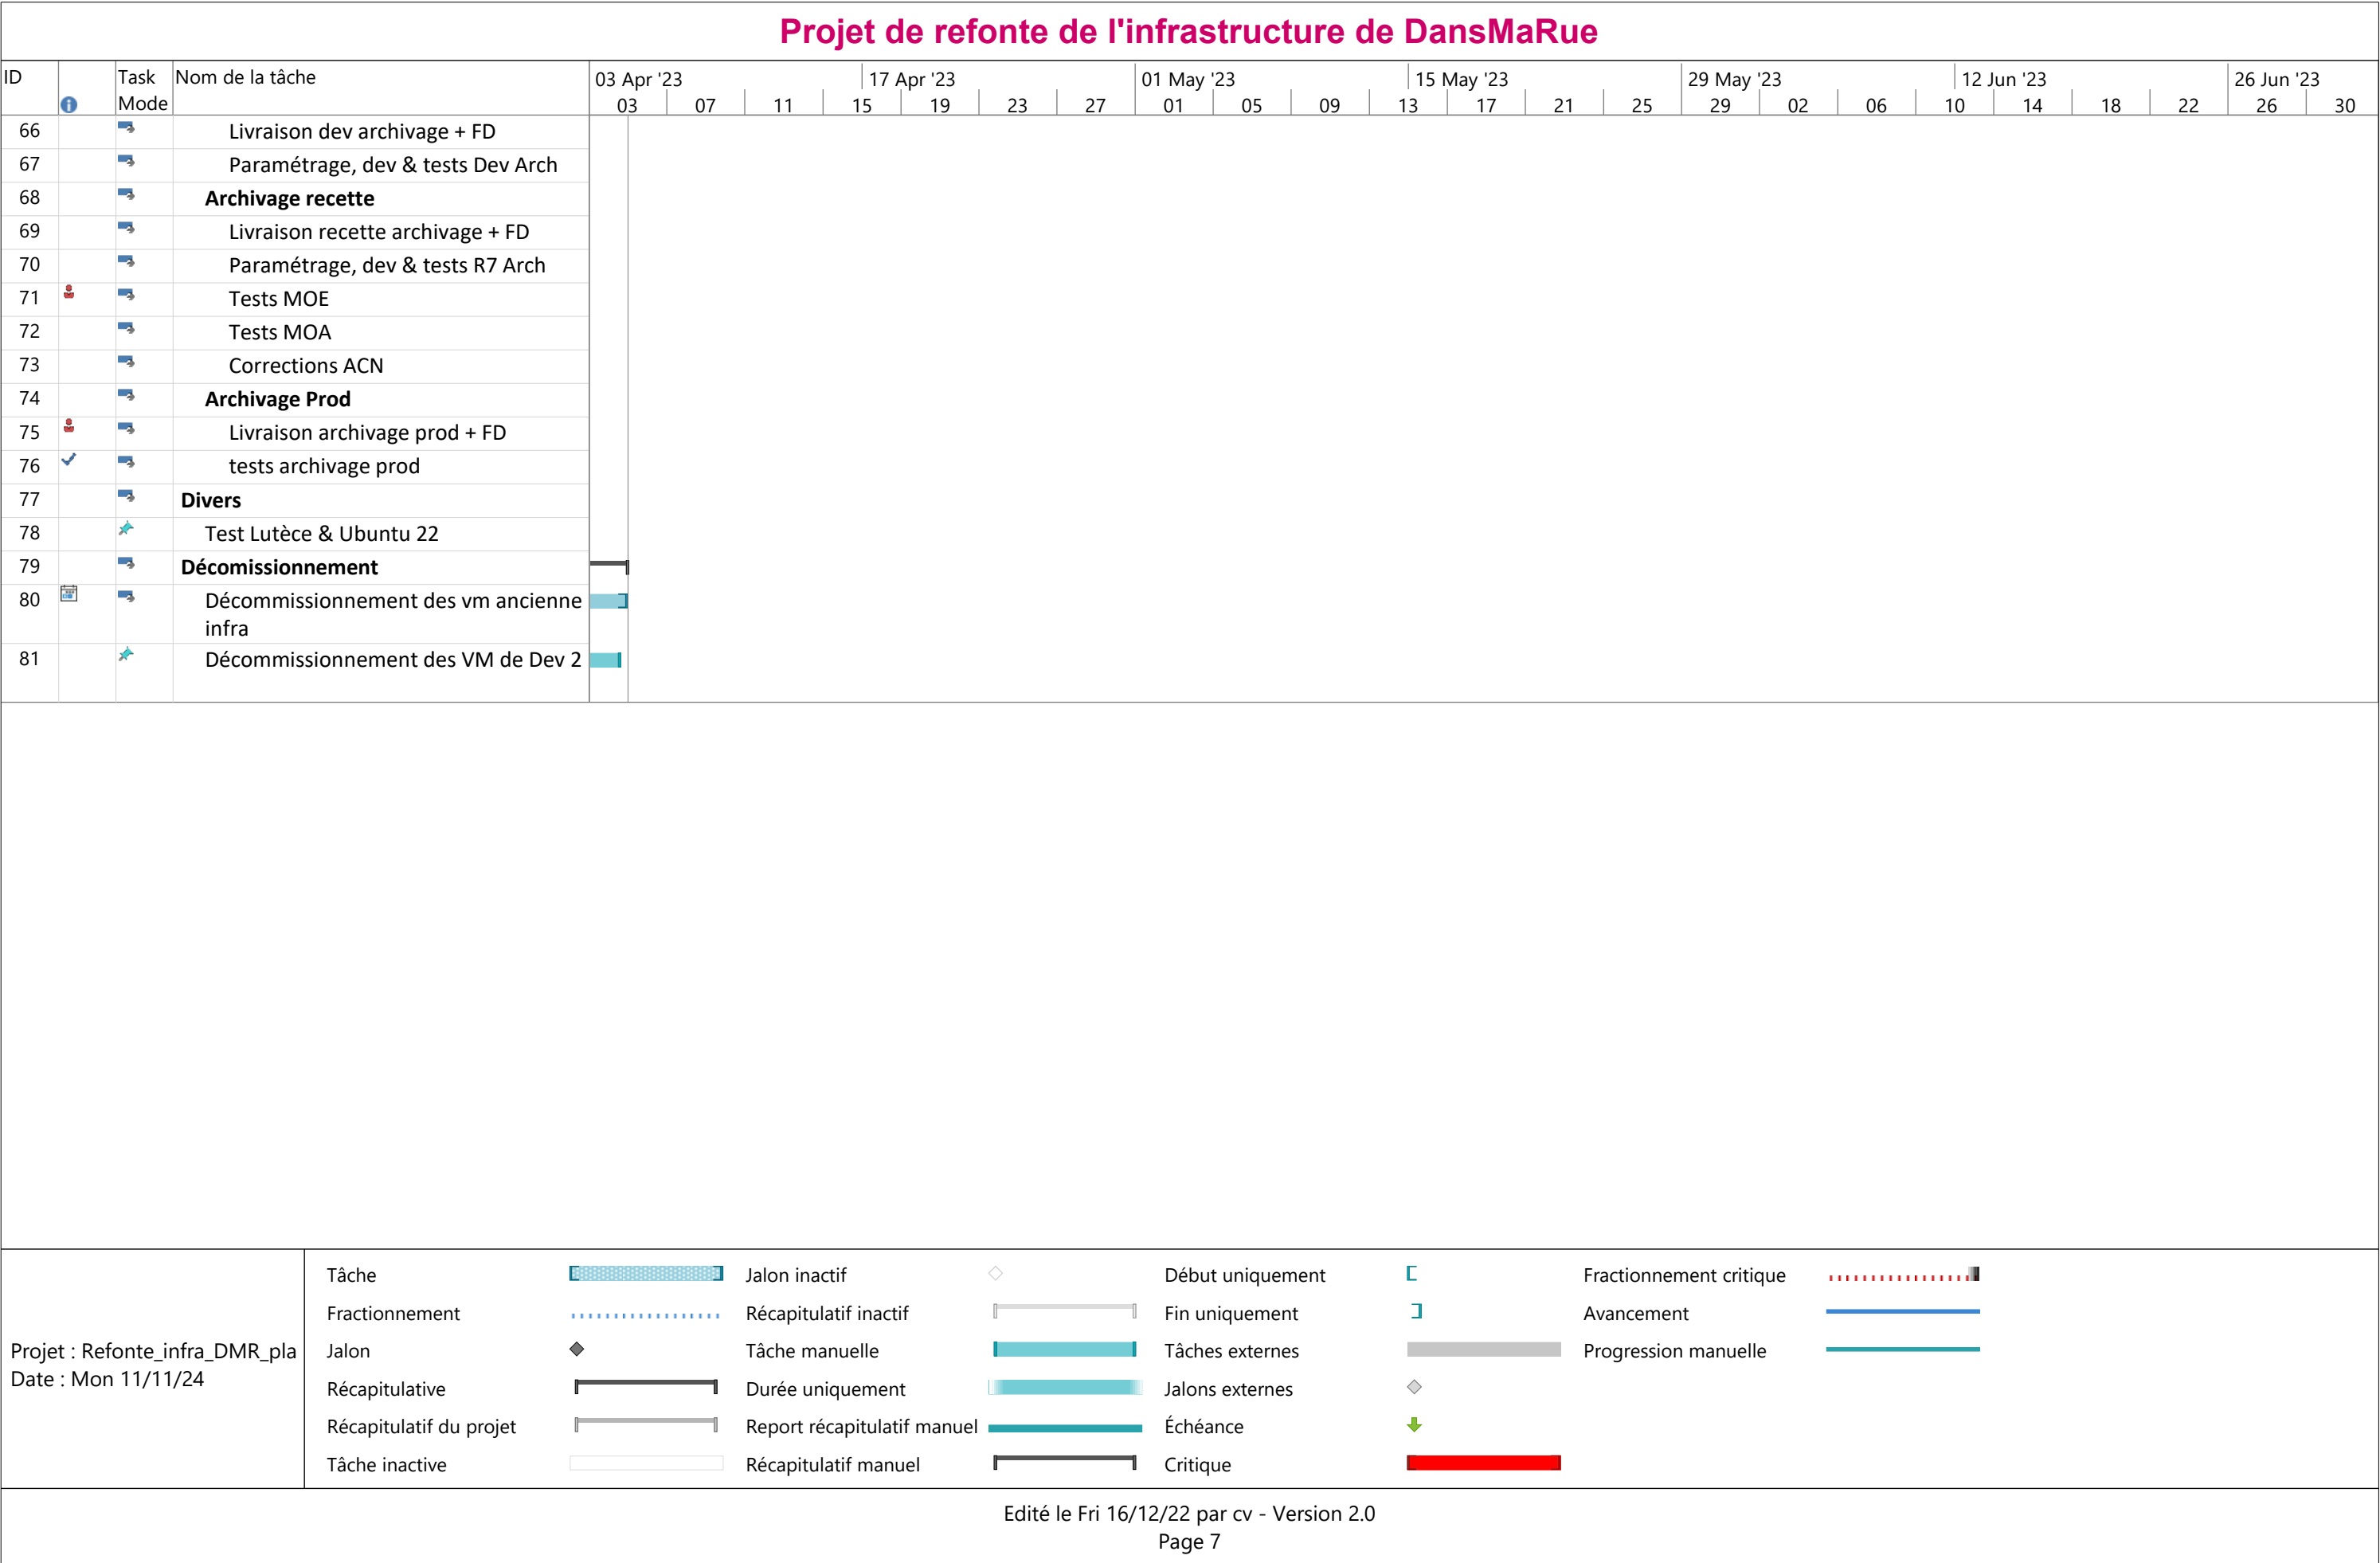 Projet de refonte de l'infrastructure de DansMaRue
ID Task Mode Nom de la tâche
03 Apr '23 17 Apr '23 01 May '23 15 May '23 29 May '23 12 Jun '23 26 Jun '23
03 07 11 15 19 23 27 01 05 09 13 17 21 25 29 02 06 10 14 18 22 26 30
66 Livraison dev archivage + FD
67 Paramétrage, dev & tests Dev Arch
68 Archivage recette
69 Livraison recette archivage + FD
70 Paramétrage, dev & tests R7 Arch
71 Tests MOE
72 Tests MOA
73 Corrections ACN
74 Archivage Prod
75 Livraison archivage prod + FD
76 tests archivage prod
77 Divers
78 Test Lutèce & Ubuntu 22
79 Décomissionnement
80 Décommissionnement des vm ancienne
infra
81 Décommissionnement des VM de Dev 2
Projet : Refonte_infra_DMR_pla
Date : Mon 11/11/24
Tâche
Fractionnement
Jalon
Récapitulative
Récapitulatif du projet
Tâche inactive
Jalon inactif
Récapitulatif inactif
Tâche manuelle
Durée uniquement
Report récapitulatif manuel
Récapitulatif manuel
Début uniquement
Fin uniquement
Tâches externes
Jalons externes
Échéance
Critique
Fractionnement critique
Avancement
Progression manuelle
Edité le Fri 16/12/22 par cv - Version 2.0
Page 7